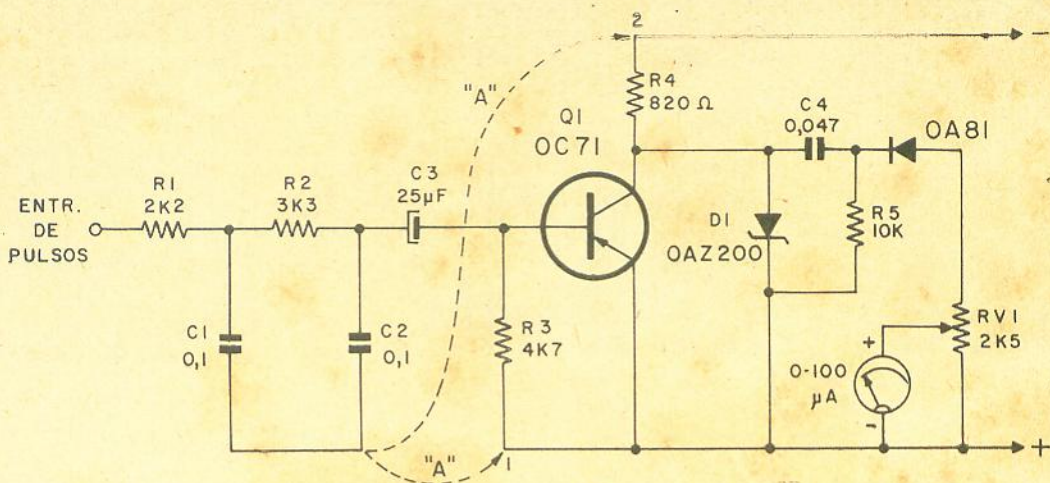 2
-
"A"
R4
820 Ω
Q1
OC71
C4
0,047
OA81
C3
25µF
R1
2K2
R2
3K3
ENTR.
DE
PULSOS
D1
OAZ200
R5
10K
C1
0,1
C2
0,1
R3
4K7
+
0-100
µA
-
RV1
2K5
"A"
1
+